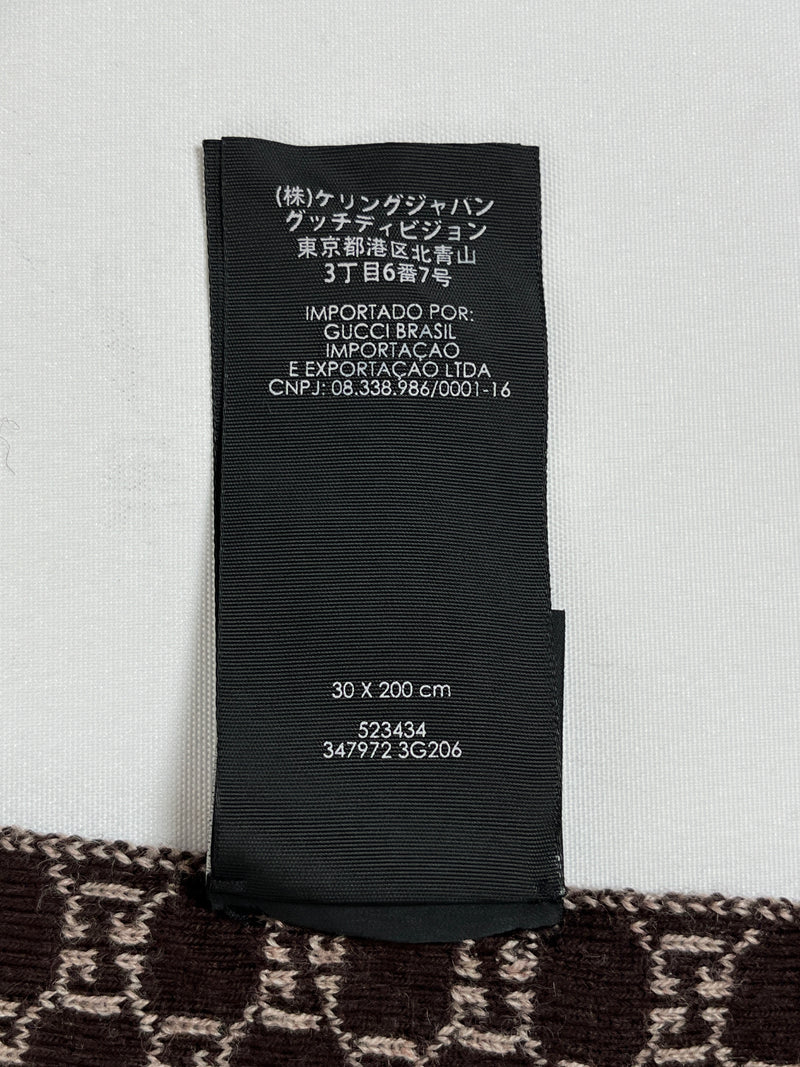 (株)ケリングジャパン
グッチディビジョン
東京都港区北青山
3丁目6番7号
IMPORTADO POR:
GUCCI BRASIL
IMPORTAÇAO
E EXPORTAÇAO LTDA
CNPJ: 08.338.986/0001-16
30 X 200 cm
523434
347972 3G206